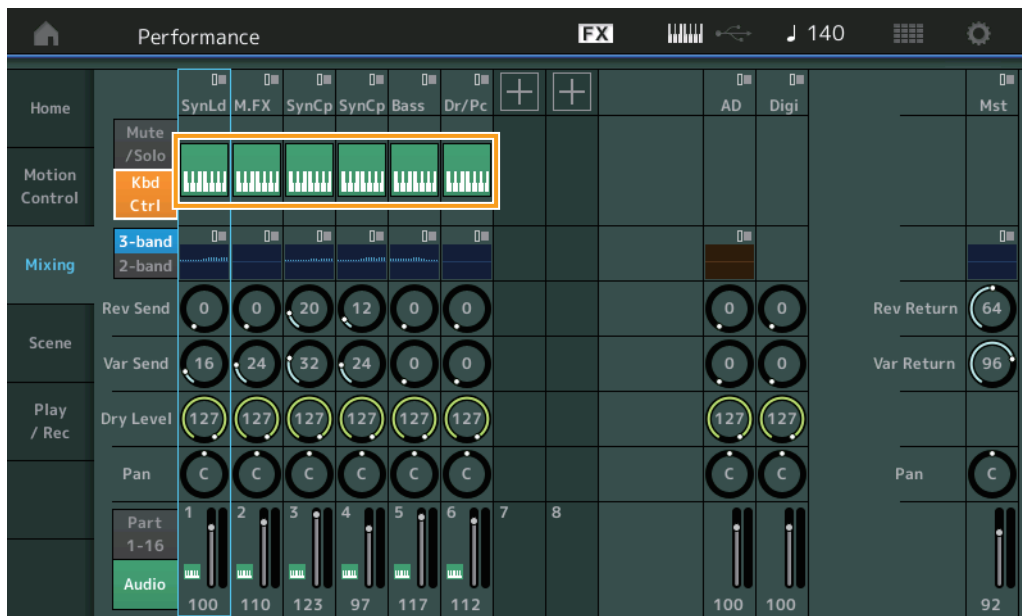 Performance FX 140
SynLd M.FX SynCp SynCp Bass Dr/Pc AD Digi Mst
Home
Mute
/Solo
Kbd
Ctrl
Motion
Control
3-band
2-band
Mixing
Rev Send 0 0 20 12 0 0 0 0 Rev Return 64
Scene
Var Send 16 24 32 24 0 0 0 0 Var Return 96
Play
/ Rec
Dry Level 127 127 127 127 127 127 127 127
Pan C C C C C C C C Pan C
1 2 3 4 5 6 7 8
Part
1-16
Audio
100 110 123 97 117 112 100 100 92